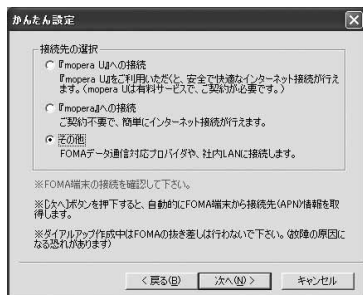 かんたん設定
接続先の選択
『mopera U』への接続
『mopera U』をご利用いただくと、安全で快適なインターネット接続が行え
ます。（mopera Uは有料サービスで、ご契約が必要です。）
『mopera』への接続
ご契約不要で、簡単にインターネット接続が行えます。
その他
FOMAデータ通信対応プロバイダや、社内LANに接続します。
※FOMA端末の接続を確認して下さい。
※[次へ]ボタンを押下すると、自動的にFOMA端末から接続先(APN)情報を取
得します。
※ダイアルアップ作成中はFOMAの抜き差しは行わないで下さい。（故障の原因に
なる恐れがあります）
< 戻る(B)
次へ(N) >
キャンセル